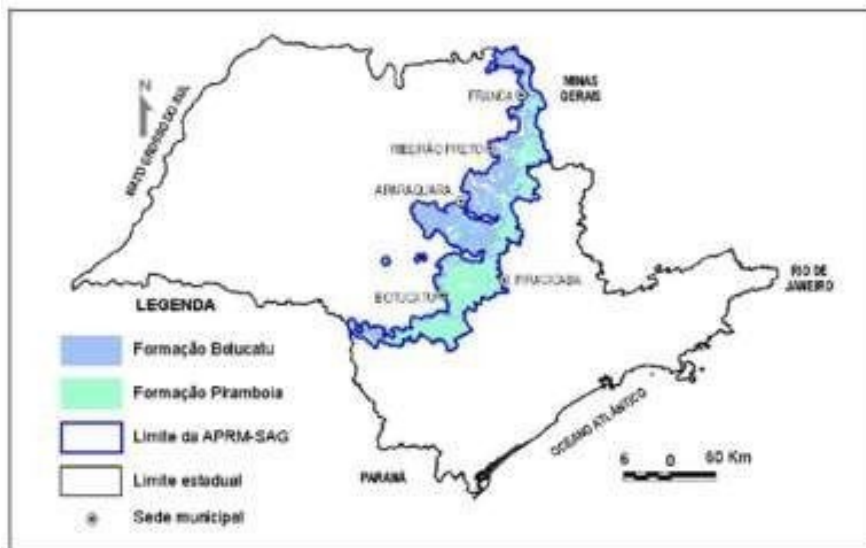 MINAS
GERAIS
N
FRANCA
MATO GROSSO DO SUL
RIBEIRÃO PRETO
ARARAQUARA
RIO DE
JANEIRO
BOTUCATU
PIRACICABA
LEGENDA
Formação Botucatu
Formação Piramboia
Limite da APRM-SAG
OCEANO ATLÂNTICO
6 0 60 Km
PARANÁ
Limite estadual
Sede municipal